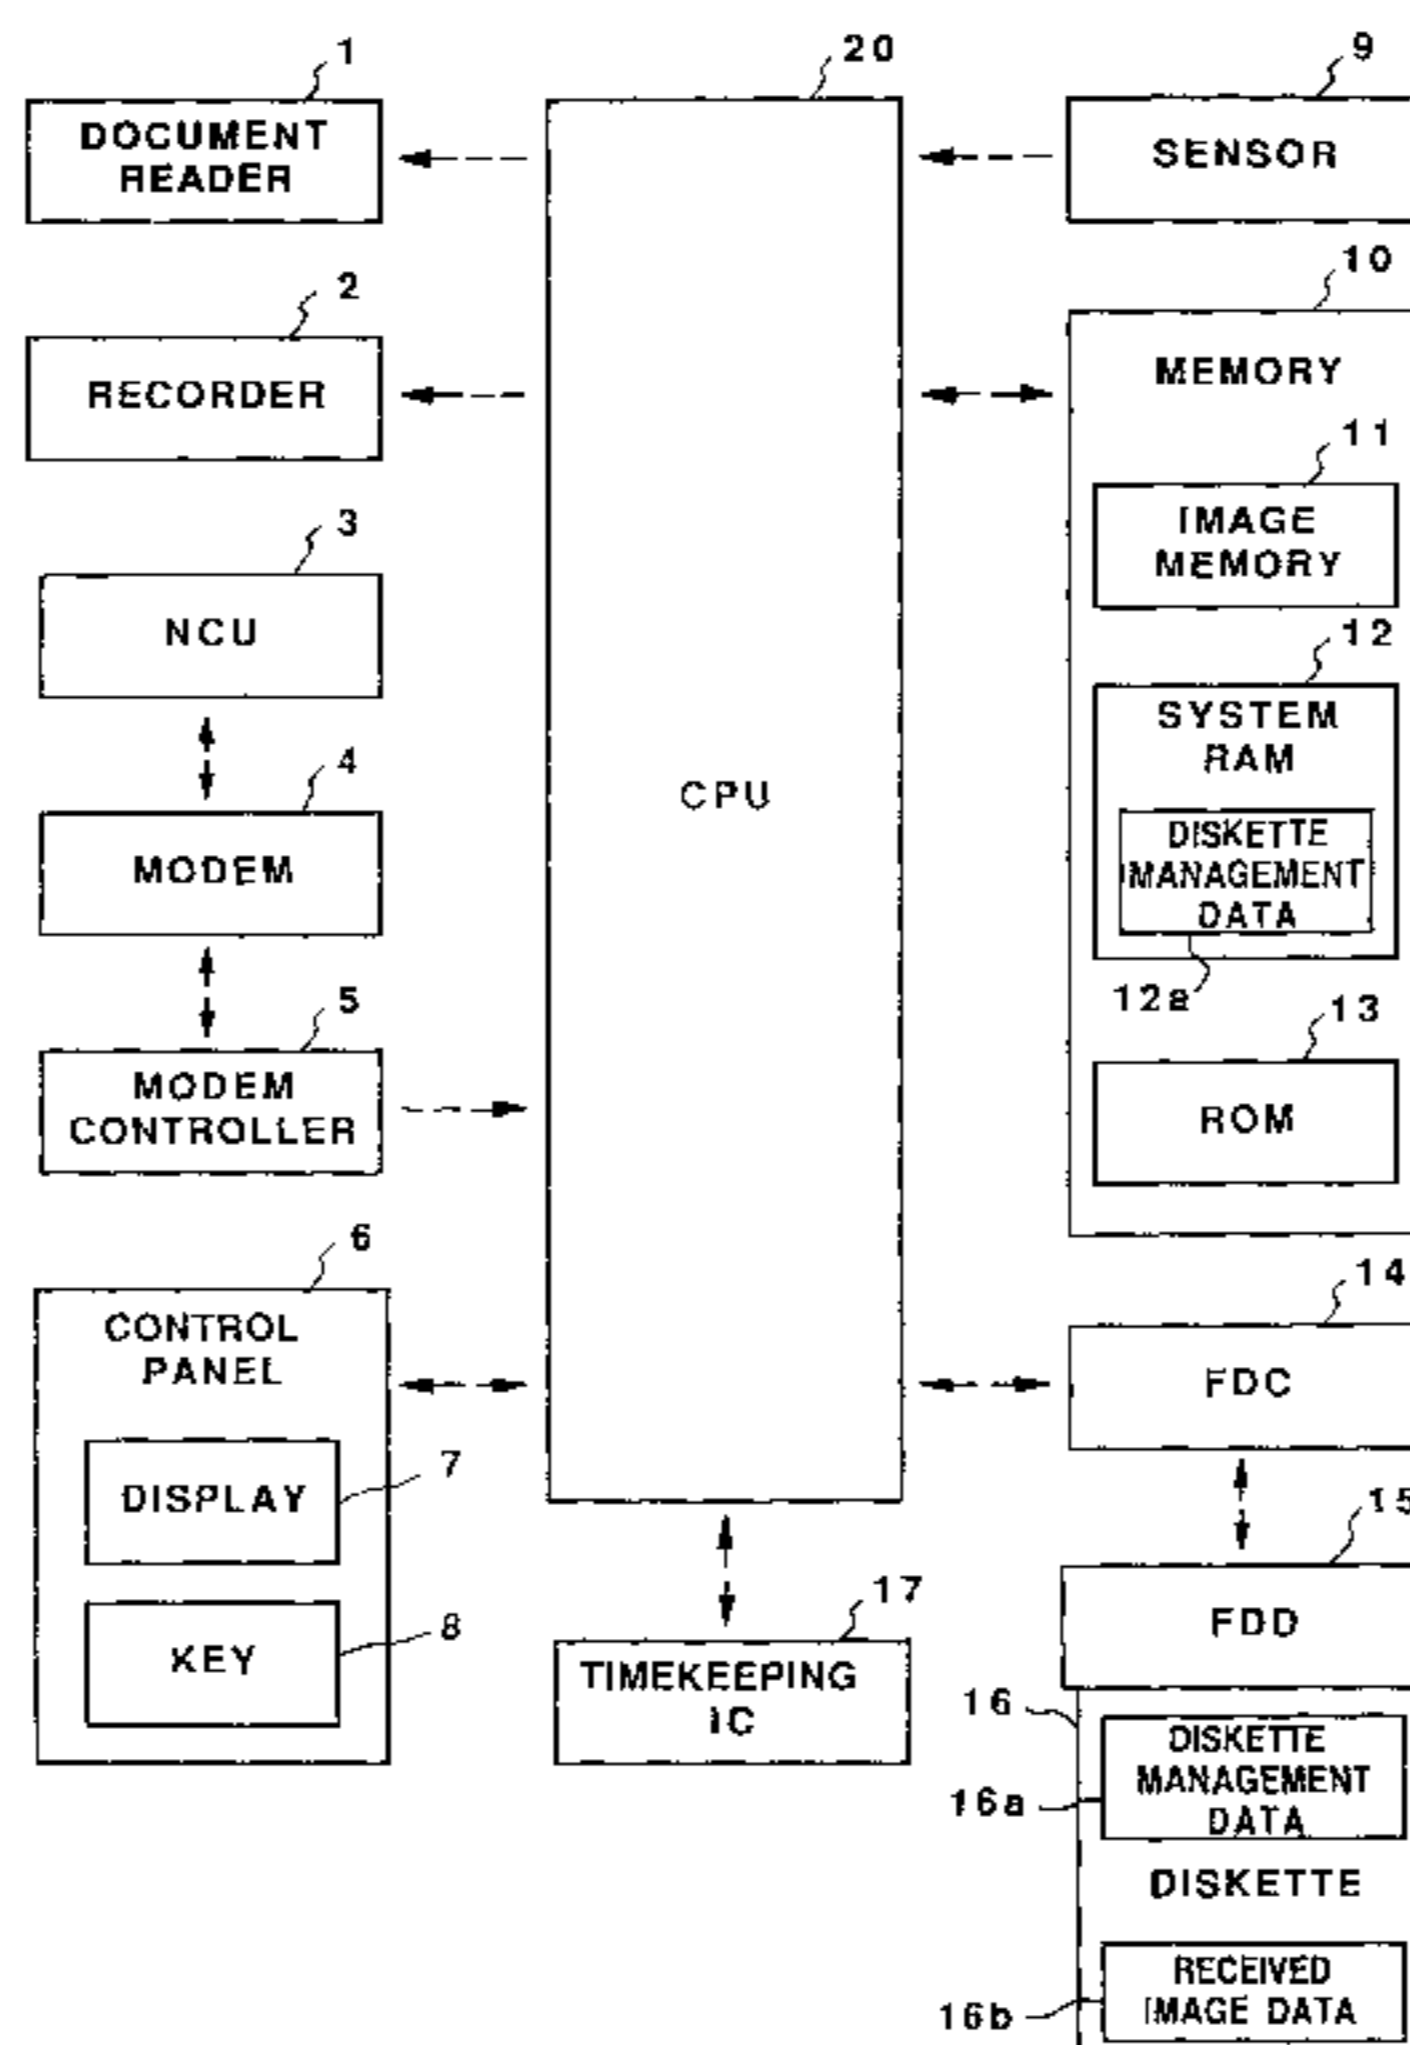 1
DOCUMENT
READER
2
RECORDER
3
NCU
4
MODEM
5
MODEM
CONTROLLER
6
CONTROL
PANEL
7
DISPLAY
8
KEY
20
CPU
17
TIMEKEEPING
IC
9
SENSOR
10
MEMORY
11
IMAGE
MEMORY
12
SYSTEM
RAM
DISKETTE
MANAGEMENT
DATA
12a
13
ROM
14
FDC
15
FDD
16
DISKETTE
MANAGEMENT
DATA
16a
DISKETTE
RECEIVED
IMAGE DATA
16b